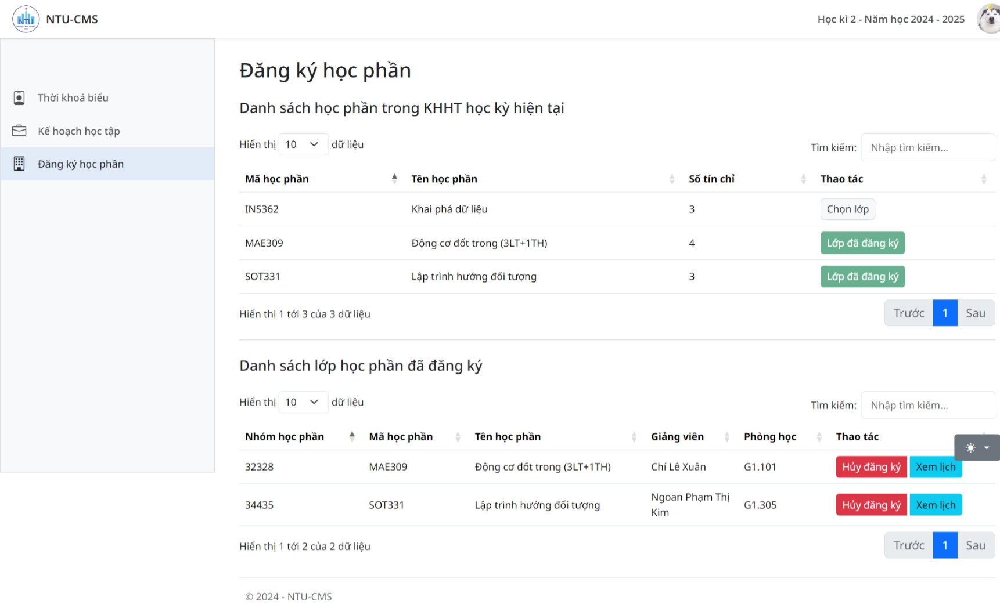 NTU
NTU-CMS
Học kì 2 - Năm học 2024 - 2025
Thời khoá biểu
Kế hoạch học tập
Đăng ký học phần
Đăng ký học phần
Danh sách học phần trong KHHT học kỳ hiện tại
Hiển thị 10 dữ liệu
Tìm kiếm: Nhập tìm kiếm...
Mã học phần Tên học phần Số tín chỉ Thao tác
INS362 Khai phá dữ liệu 3 Chọn lớp
MAE309 Động cơ đốt trong (3LT+1TH) 4 Lớp đã đăng ký
SOT331 Lập trình hướng đối tượng 3 Lớp đã đăng ký
Hiển thị 1 tới 3 của 3 dữ liệu
Trước 1 Sau
Danh sách lớp học phần đã đăng ký
Hiển thị 10 dữ liệu
Tìm kiếm: Nhập tìm kiếm...
Nhóm học phần Mã học phần Tên học phần Giảng viên Phòng học Thao tác
32328 MAE309 Động cơ đốt trong (3LT+1TH) Chí Lê Xuân G1.101 Hủy đăng ký Xem lịch
34435 SOT331 Lập trình hướng đối tượng Ngoan Phạm Thị Kim G1.305 Hủy đăng ký Xem lịch
Hiển thị 1 tới 2 của 2 dữ liệu
Trước 1 Sau
© 2024 - NTU-CMS